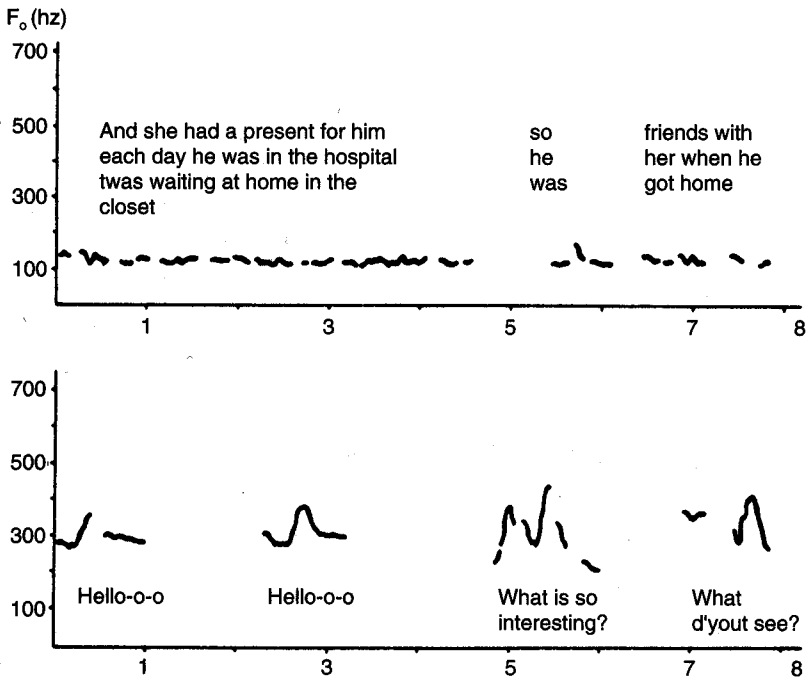 F₀ (hz)
700
500
300
100
And she had a present for him
each day he was in the hospital
twas waiting at home in the
closet
so
he
was
friends with
her when he
got home
1
3
5
7
8
700
500
300
100
Hello-o-o
Hello-o-o
What is so
interesting?
What
d'yout see?
1
3
5
7
8